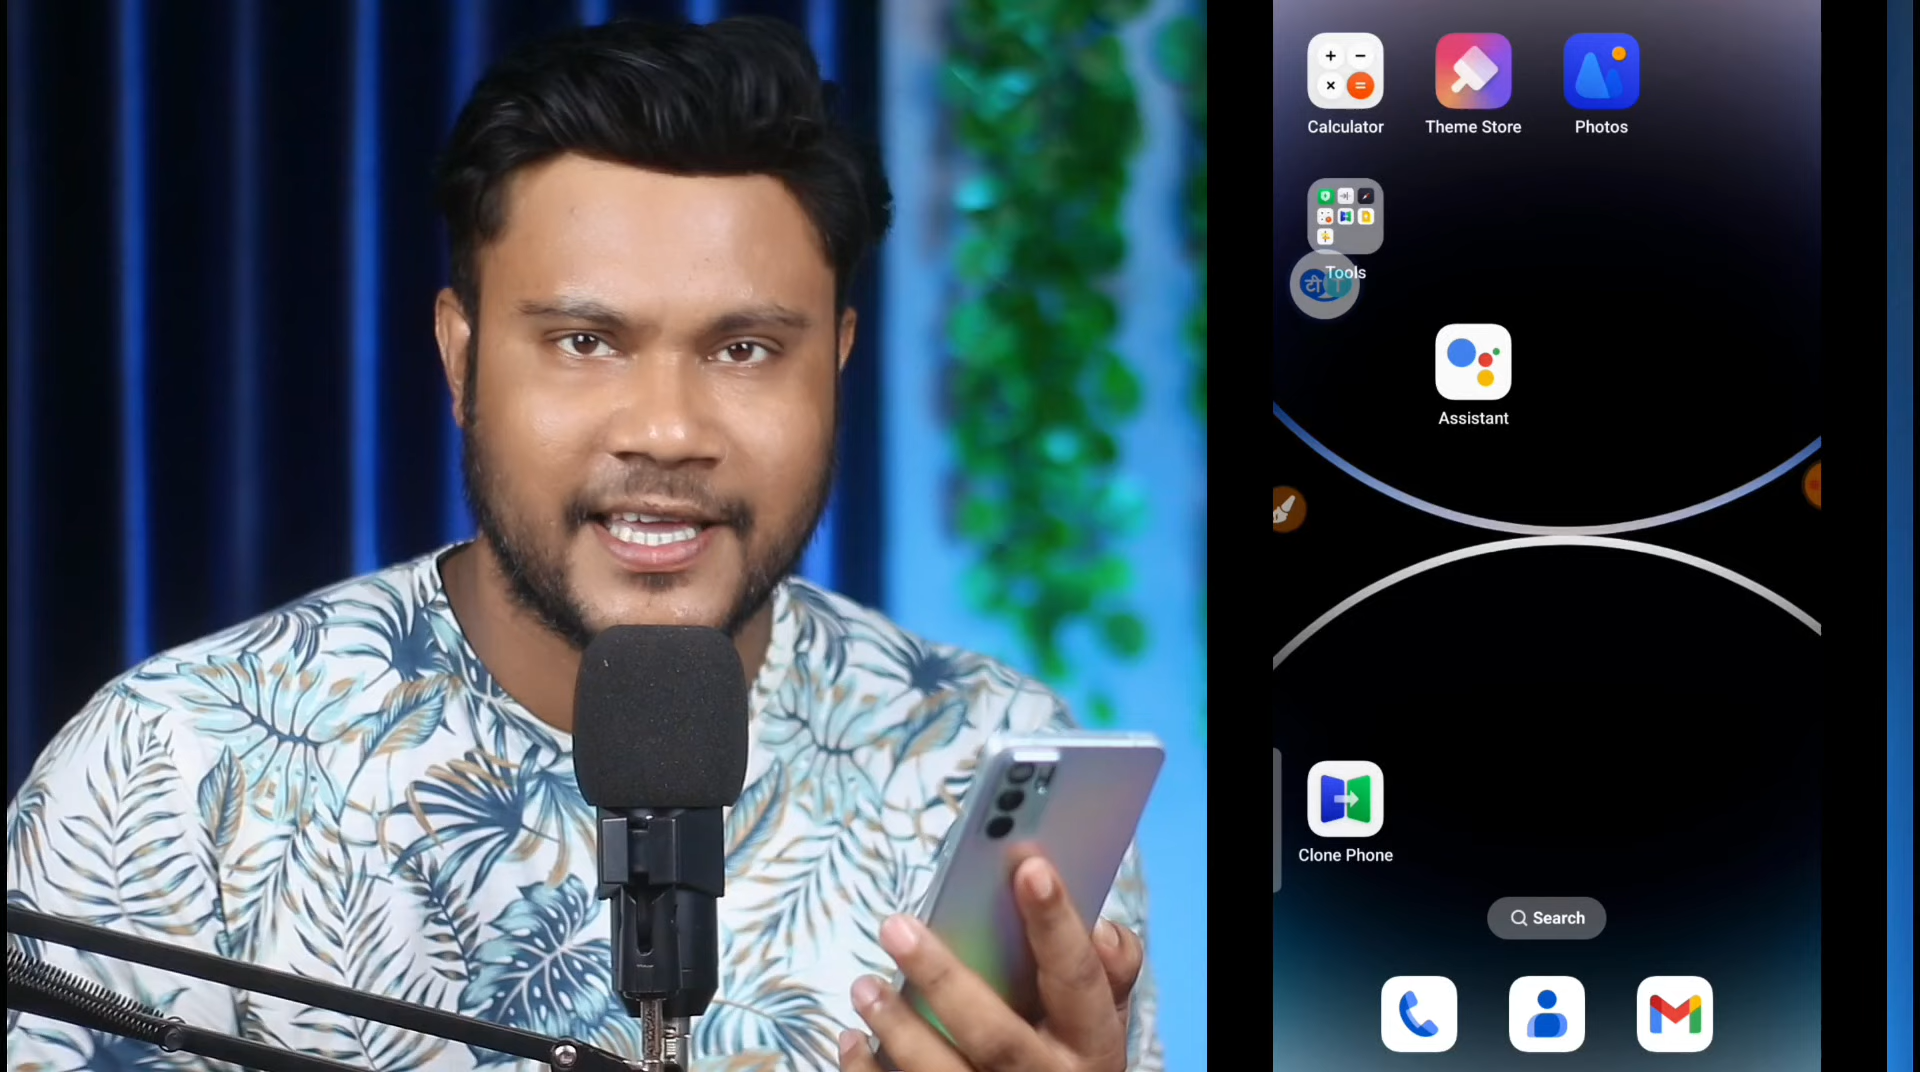 Calculator
Theme Store
Photos
Tools
टी
T
Assistant
Clone Phone
Search